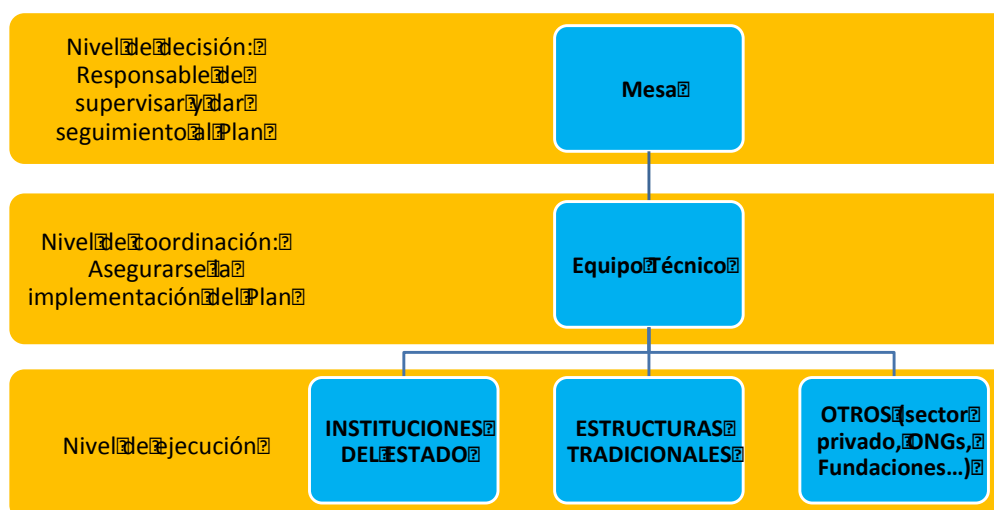 Nivel de decisión:
Responsable de
supervisar y dar
seguimiento al Plan
Mesa
Nivel de coordinación:
Asegurarse la
implementación del Plan
Equipo Técnico
Nivel de ejecución
INSTITUCIONES
DEL ESTADO
ESTRUCTURAS
TRADICIONALES
OTROS (sector
privado, ONGs,
Fundaciones...)